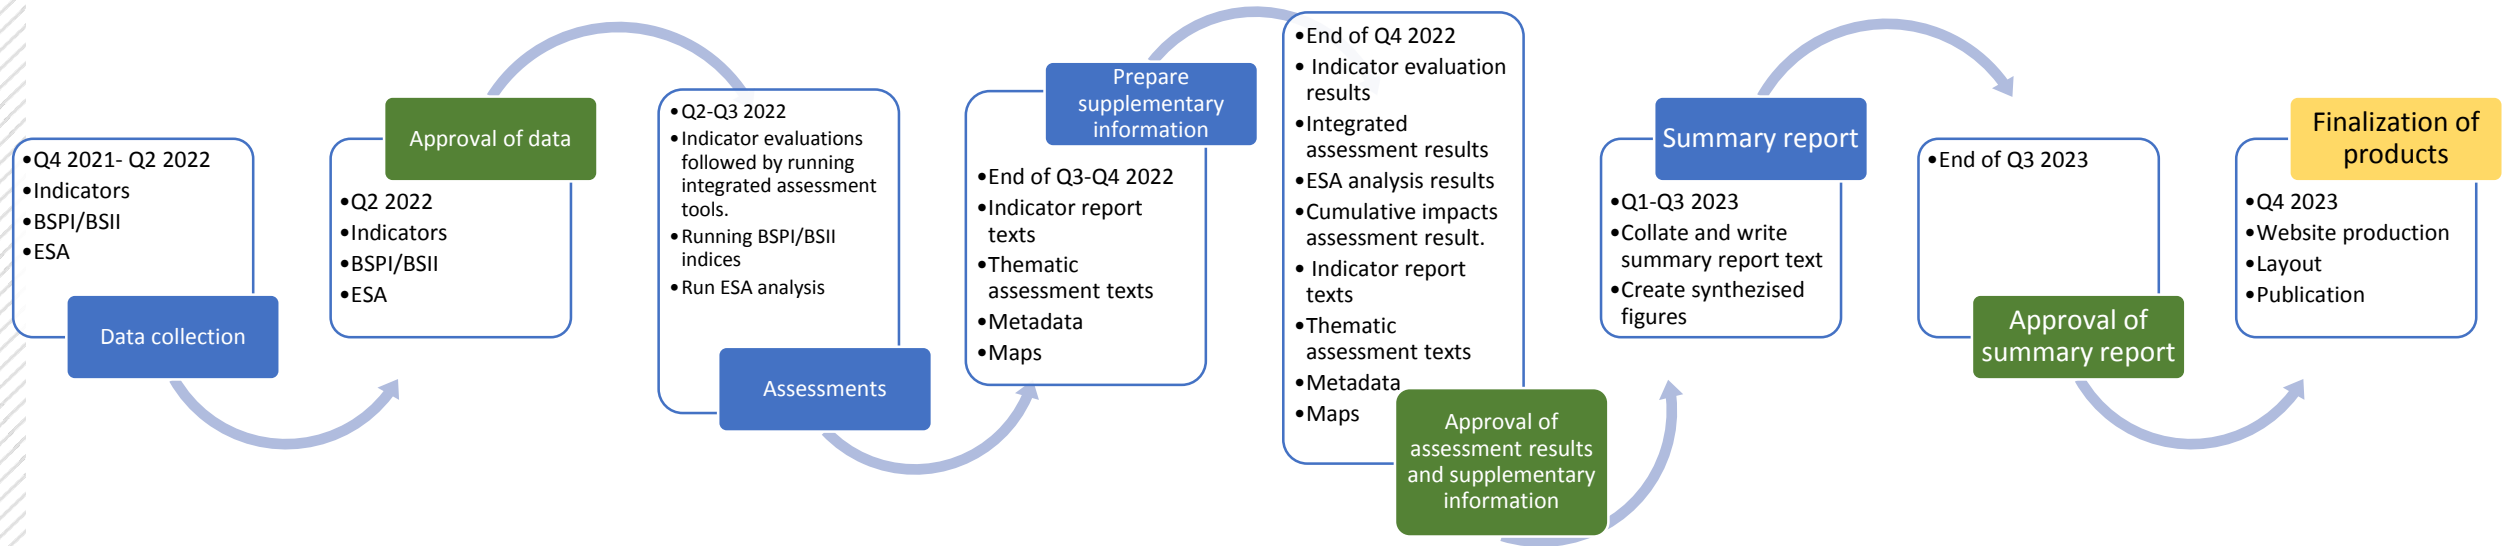 •Q4 2021- Q2 2022
•Indicators
•BSPI/BSII
•ESA
Data collection
Approval of data
•Q2 2022
•Indicators
•BSPI/BSII
•ESA
•Q2-Q3 2022
•Indicator evaluations
followed by running
integrated assessment
tools.
•Running BSPI/BSII
indices
•Run ESA analysis
Assessments
Prepare
supplementary
information
•End of Q3-Q4 2022
•Indicator report
texts
•Thematic
assessment texts
•Metadata
•Maps
•End of Q4 2022
• Indicator evaluation
results
•Integrated
assessment results
•ESA analysis results
•Cumulative impacts
assessment result.
• Indicator report
texts
•Thematic
assessment texts
•Metadata
•Maps
Approval of
assessment results
and supplementary
information
Summary report
•Q1-Q3 2023
•Collate and write
summary report text
•Create synthezised
figures
•End of Q3 2023
Approval of
summary report
Finalization of
products
•Q4 2023
•Website production
•Layout
•Publication